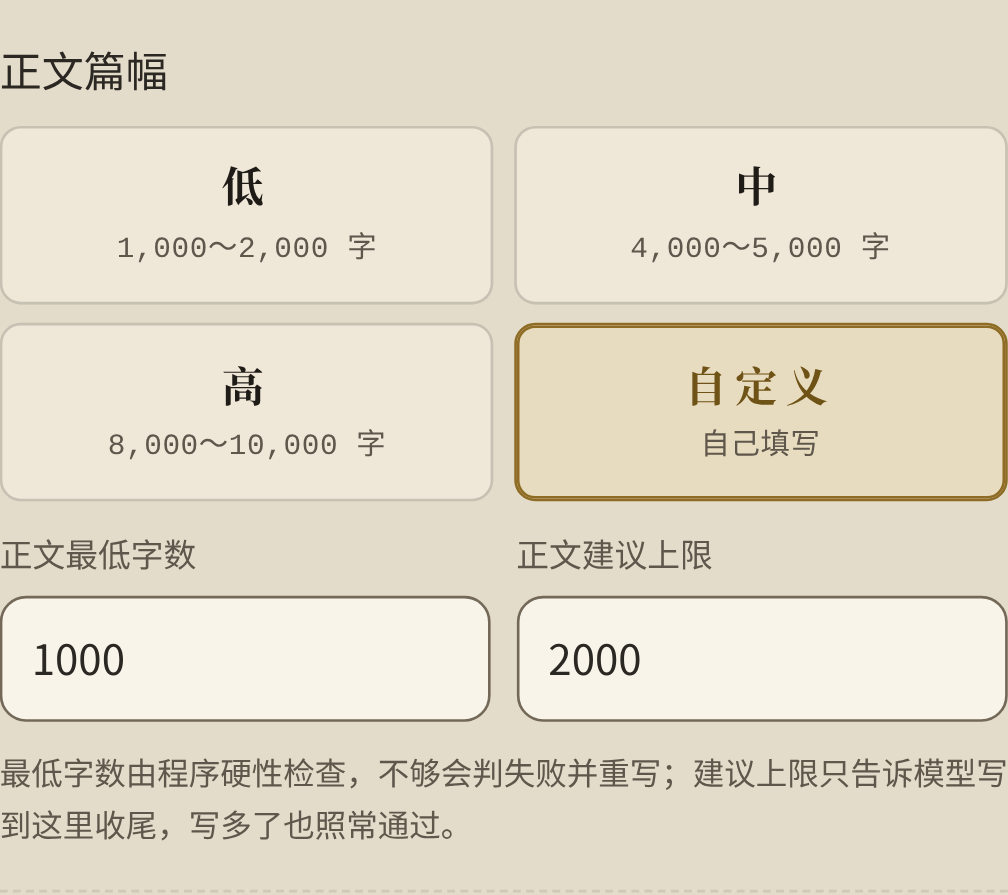 正文篇幅
低
1,000～2,000 字
中
4,000～5,000 字
高
8,000～10,000 字
自定义
自己填写
正文最低字数
正文建议上限
1000
2000
最低字数由程序硬性检查，不够会判失败并重写；建议上限只告诉模型写
到这里收尾，写多了也照常通过。